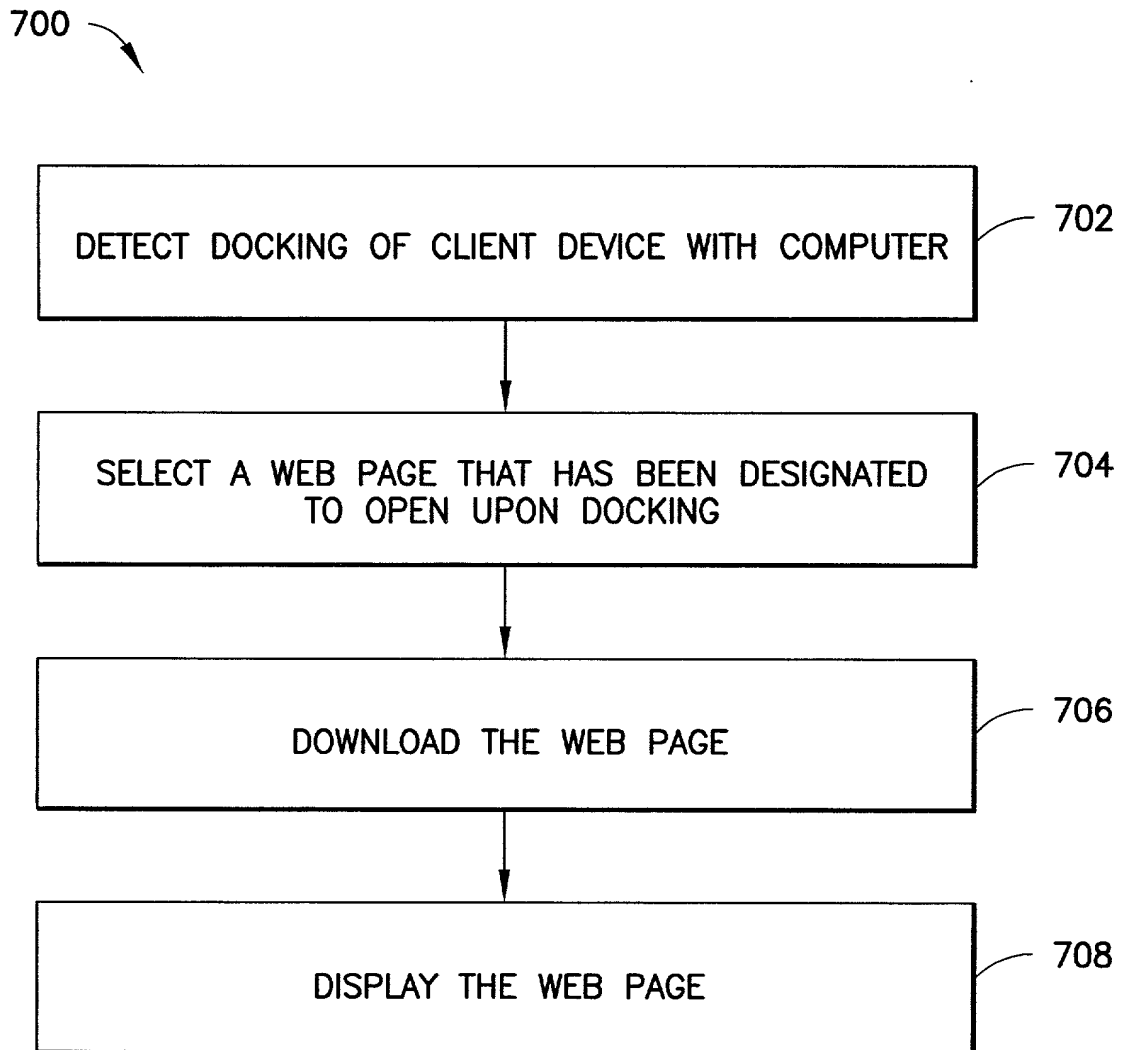 700
DETECT DOCKING OF CLIENT DEVICE WITH COMPUTER
702
SELECT A WEB PAGE THAT HAS BEEN DESIGNATED
TO OPEN UPON DOCKING
704
DOWNLOAD THE WEB PAGE
706
DISPLAY THE WEB PAGE
708